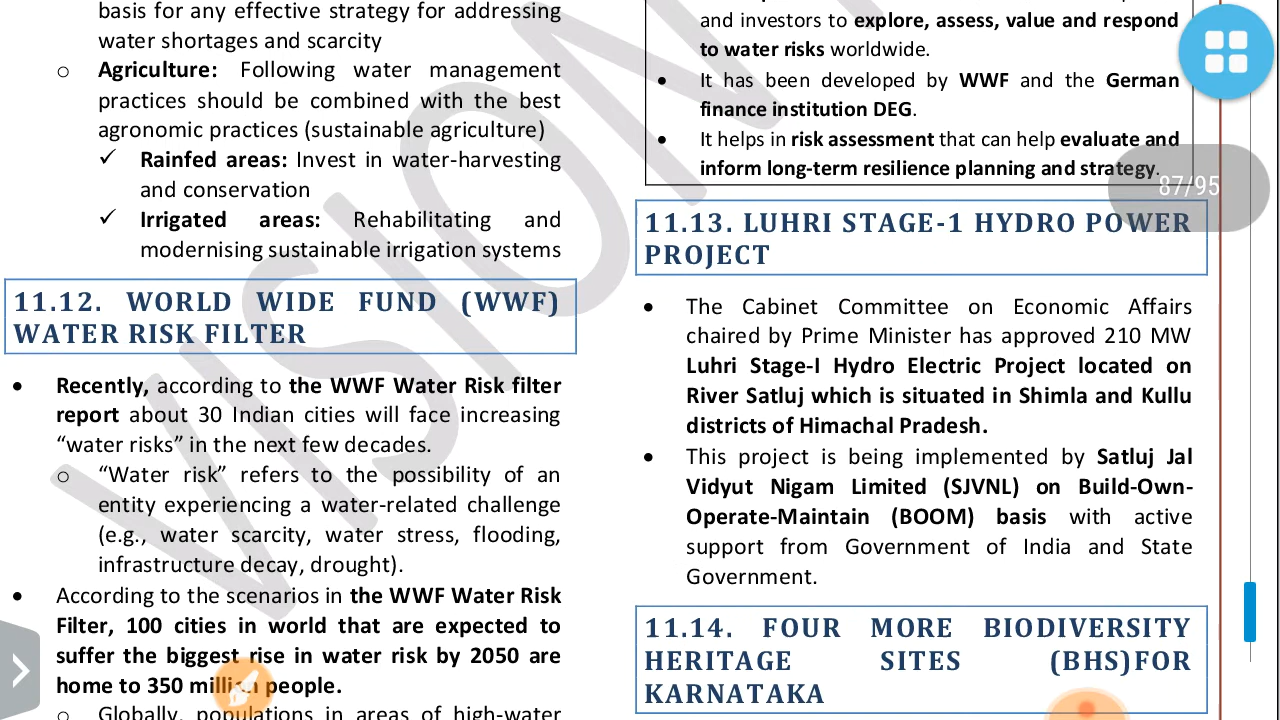 basis for any effective strategy for addressing
water shortages and scarcity
o Agriculture: Following water management
practices should be combined with the best
agronomic practices (sustainable agriculture)
✓ Rainfed areas: Invest in water-harvesting
and conservation
✓ Irrigated areas: Rehabilitating and
modernising sustainable irrigation systems
11.12. WORLD WIDE FUND (WWF)
WATER RISK FILTER
• Recently, according to the WWF Water Risk filter
report about 30 Indian cities will face increasing
“water risks” in the next few decades.
o “Water risk” refers to the possibility of an
entity experiencing a water-related challenge
(e.g., water scarcity, water stress, flooding,
infrastructure decay, drought).
• According to the scenarios in the WWF Water Risk
Filter, 100 cities in world that are expected to
suffer the biggest rise in water risk by 2050 are
home to 350 million people.
o Globally, populations in areas of high-water
and investors to explore, assess, value and respond
to water risks worldwide.
• It has been developed by WWF and the German
finance institution DEG.
• It helps in risk assessment that can help evaluate and
inform long-term resilience planning and strategy.
87/95
11.13. LUHRI STAGE-1 HYDRO POWER
PROJECT
• The Cabinet Committee on Economic Affairs
chaired by Prime Minister has approved 210 MW
Luhri Stage-I Hydro Electric Project located on
River Satluj which is situated in Shimla and Kullu
districts of Himachal Pradesh.
• This project is being implemented by Satluj Jal
Vidyut Nigam Limited (SJVNL) on Build-Own-
Operate-Maintain (BOOM) basis with active
support from Government of India and State
Government.
11.14. FOUR MORE BIODIVERSITY
HERITAGE SITES (BHS)FOR
KARNATAKA
VISION